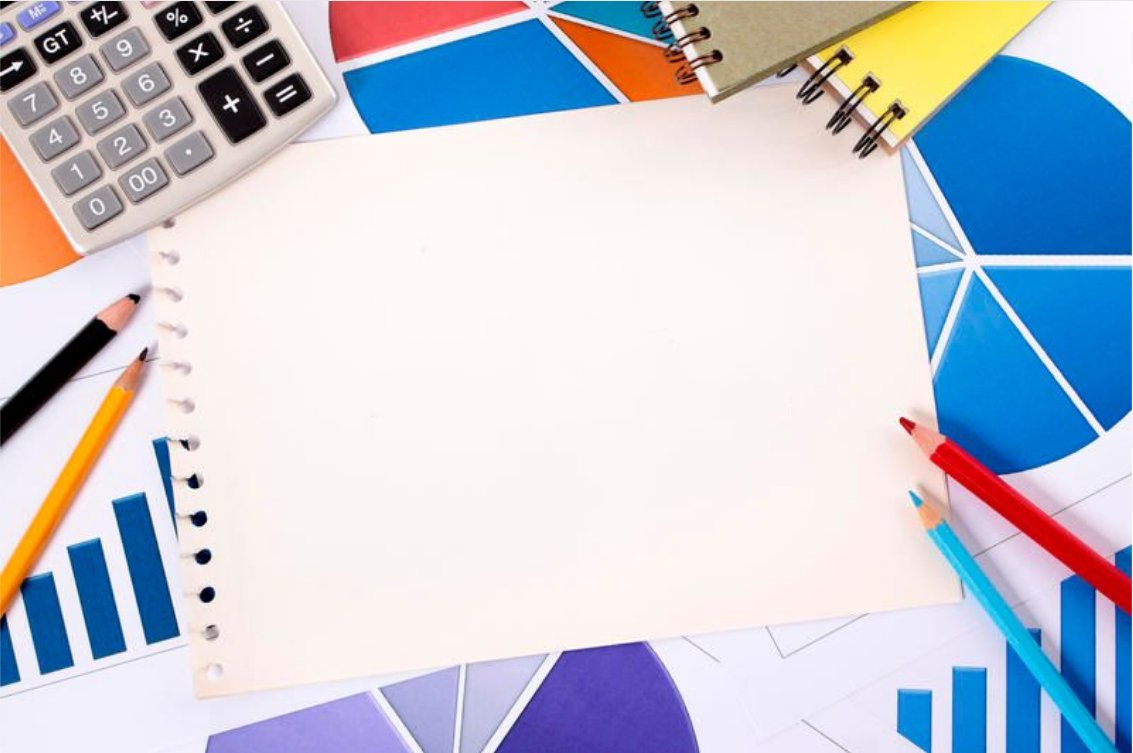 M=
→ GT +/-
7 8 9 %
4 5 6 × ÷
1 2 3 + −
0 00 · =